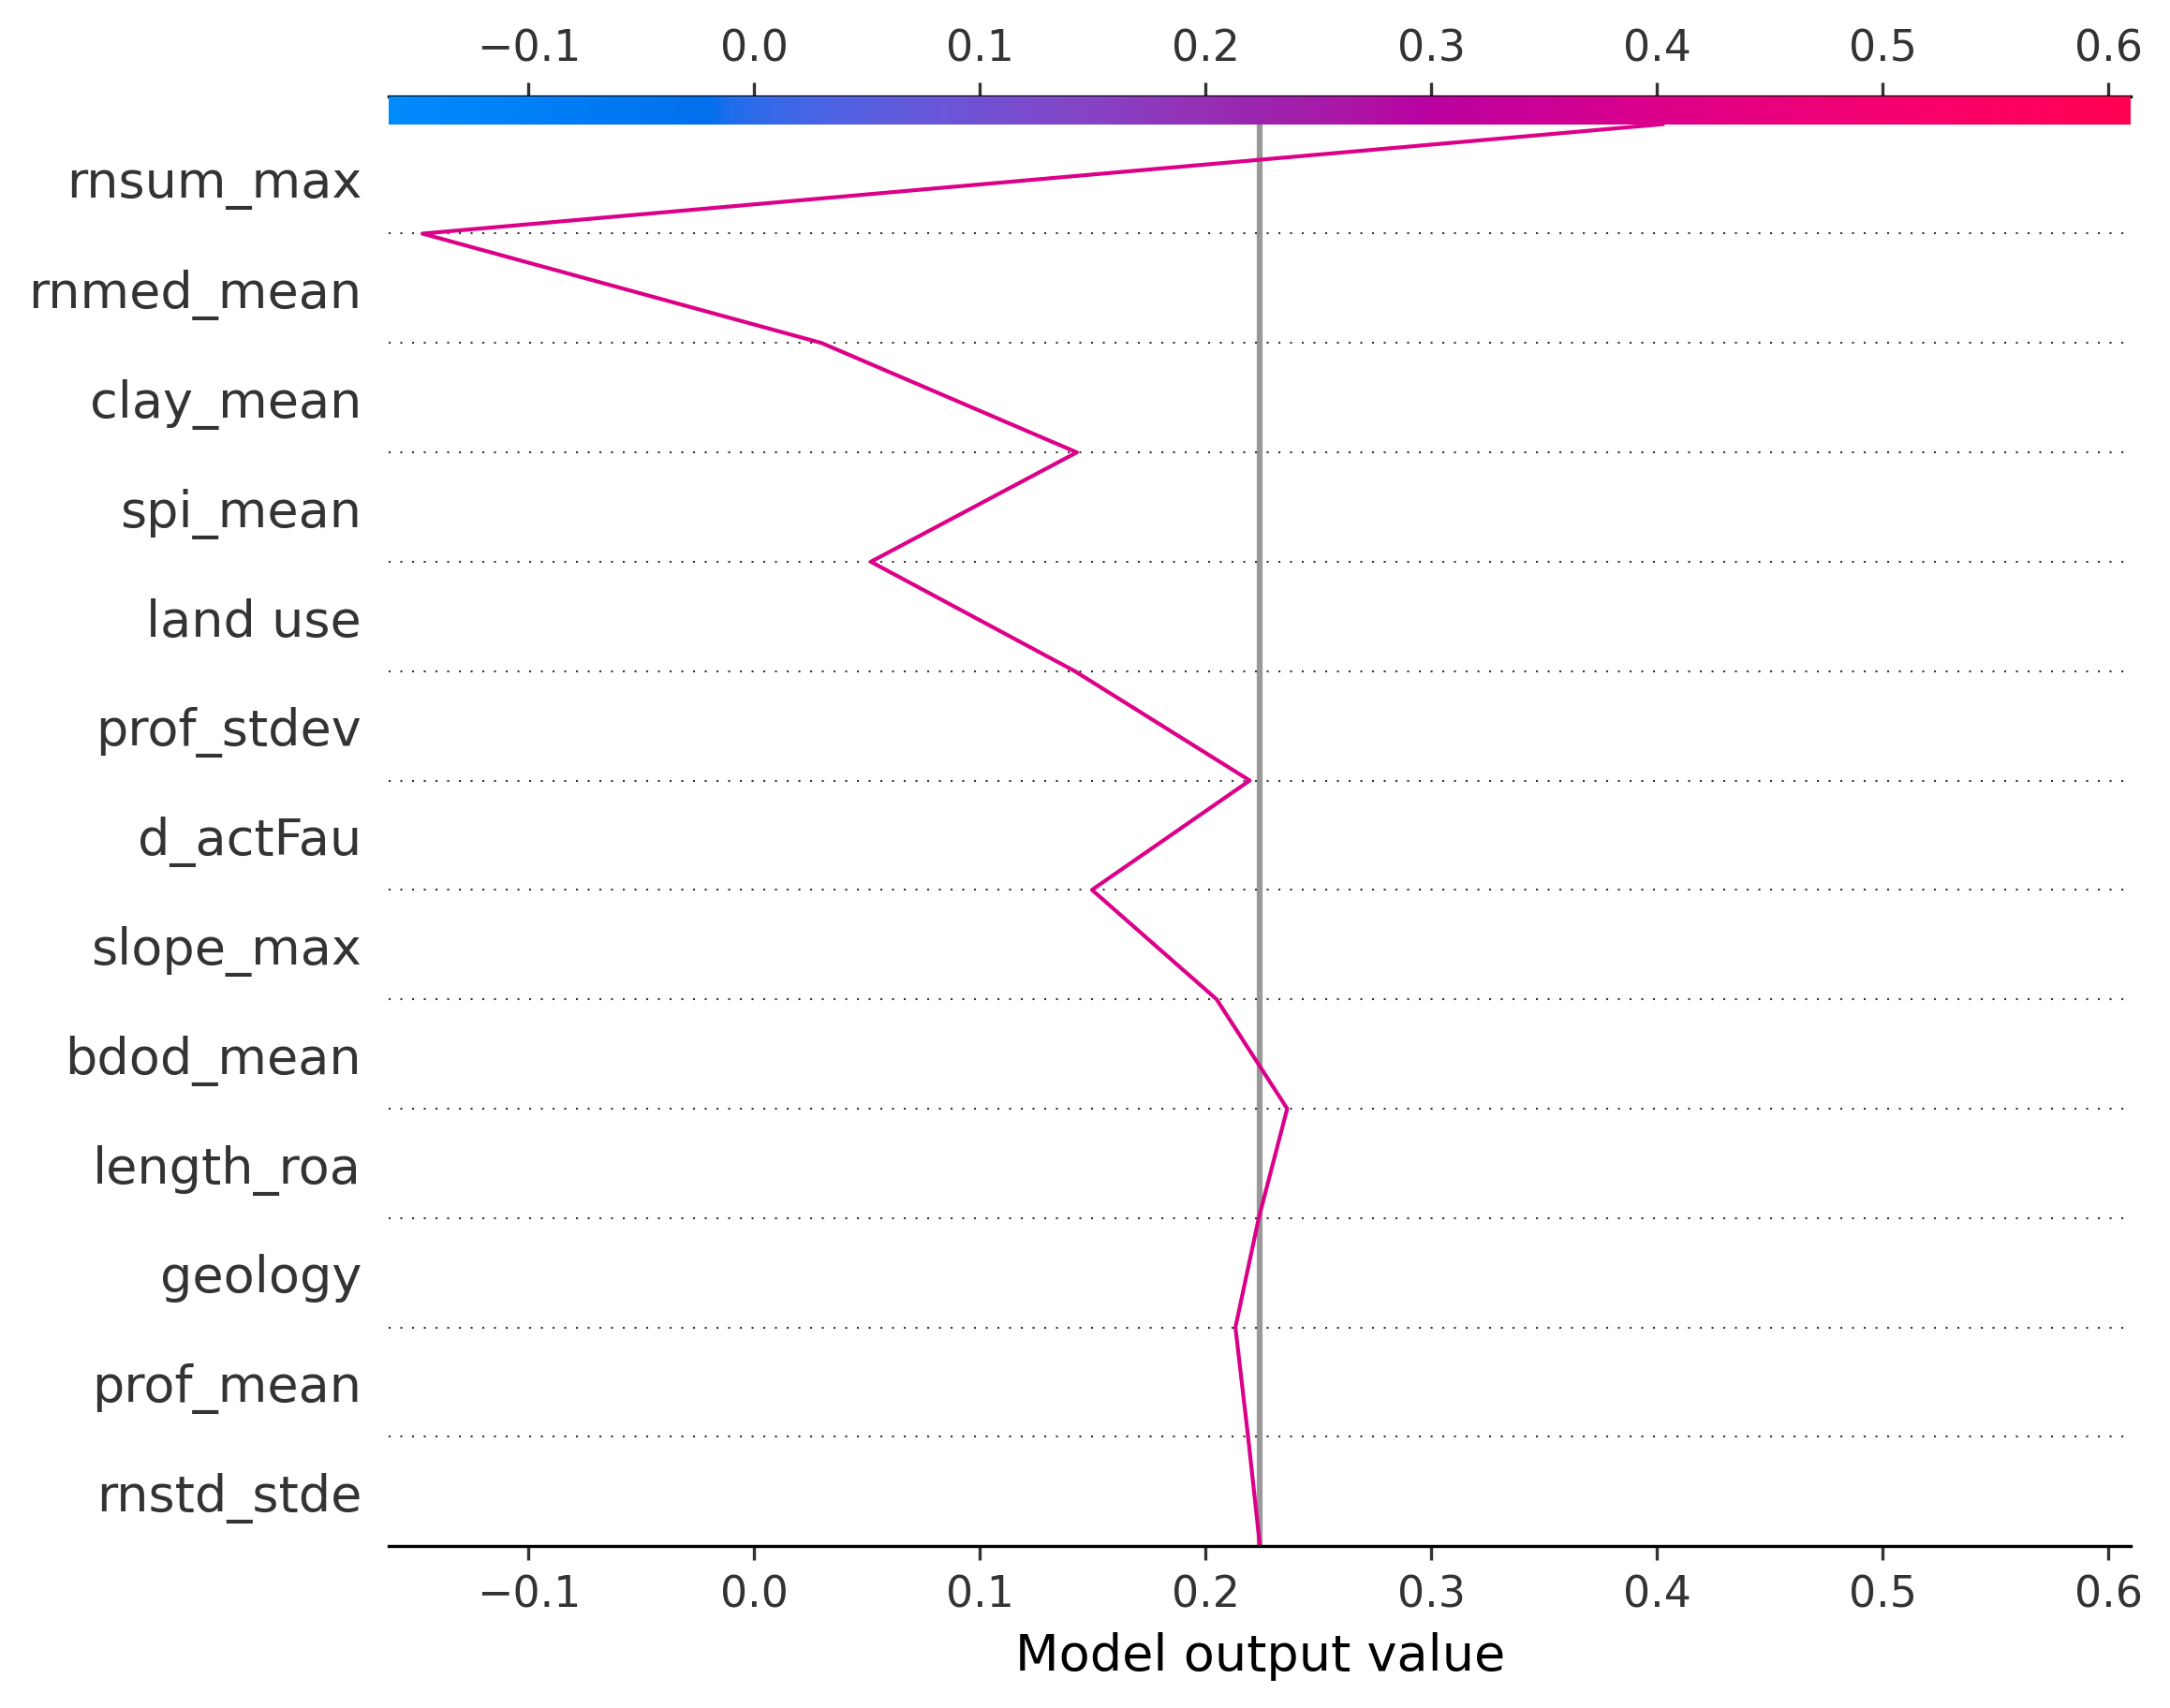 −0.1 0.0 0.1 0.2 0.3 0.4 0.5 0.6
rnsum_max
rnmed_mean
clay_mean
spi_mean
land use
prof_stdev
d_actFau
slope_max
bdod_mean
length_roa
geology
prof_mean
rnstd_stde
−0.1 0.0 0.1 0.2 0.3 0.4 0.5 0.6
Model output value